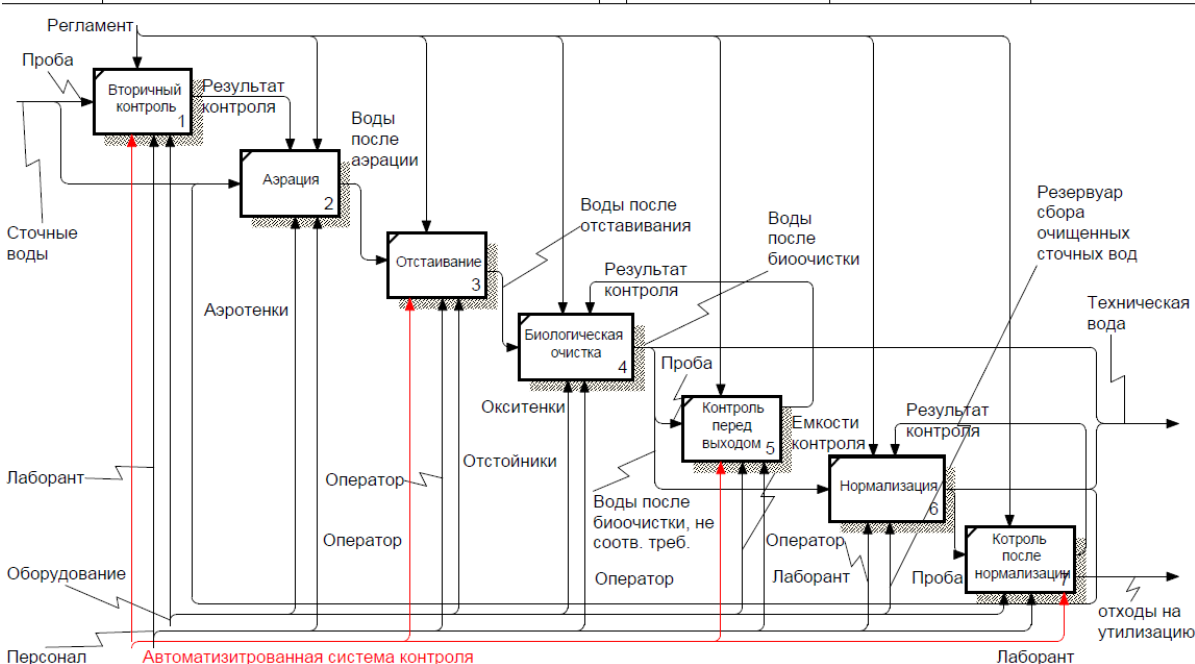 Регламент
Проба
Вторичный
контроль
1
Результат
контроля
Воды
после
аэрации
Аэрация
2
Сточные
воды
Отстаивание
3
Воды после
отставивания
Воды
после
биоочистки
Резервуар
сбора
очищенных
сточных вод
Результат
контроля
Аэротенки
Техническая
вода
Биологическая
очистка
4
Проба
Окситенки
Контроль
перед
выходом
5
Емкости
контроля
Результат
контроля
Отстойники
Лаборант
Оператор
Нормализация
6
Воды после
биоочистки, не
соотв. треб.
Оператор
Оператор
Лаборант
Оператор
Проба
Котроль
после
нормализации
7
Оборудование
отходы на
утилизацию
Персонал
Автоматизитрованная система контроля
Лаборант